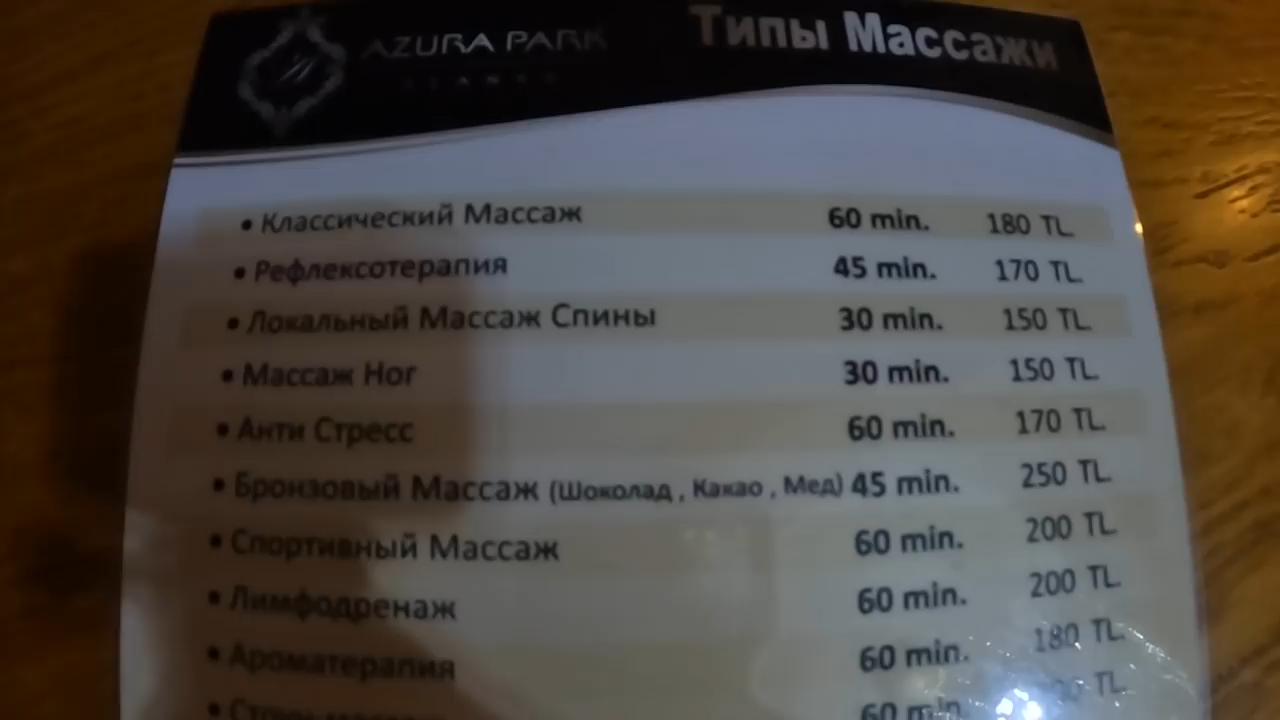 AZURA PARK
Типы Массажи
• Классический Массаж 60 min. 180 TL
• Рефлексотерапия 45 min. 170 TL
• Локальный Массаж Спины 30 min. 150 TL
• Массаж Ног 30 min. 150 TL
• Анти Стресс 60 min. 170 TL
• Бронзовый Массаж (Шоколад , Какао , Мед) 45 min. 250 TL
• Спортивный Массаж 60 min. 200 TL
• Лимфодренаж 60 min. 200 TL
• Ароматерапия 60 min. 180 TL
60 min. TL